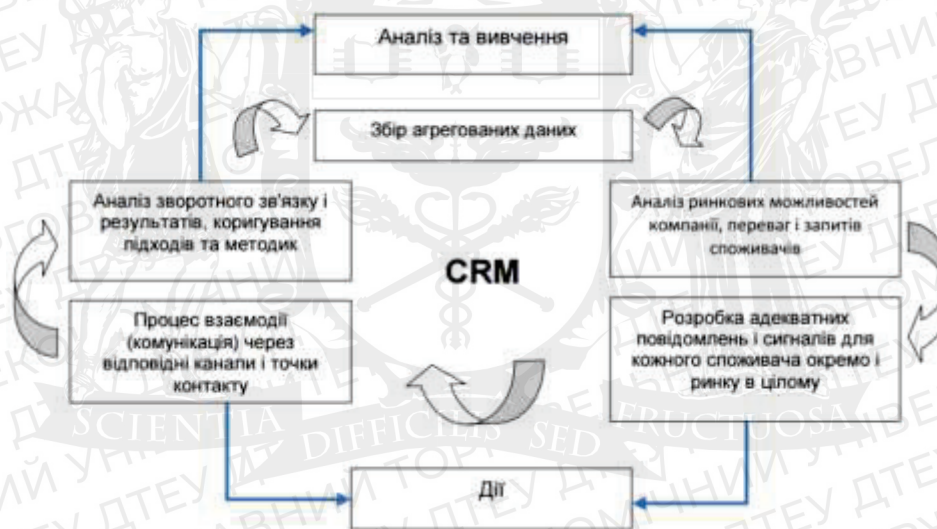 Аналіз та вивчення
Збір агрегованих даних
Аналіз зворотного зв'язку і
результатів, коригування
підходів та методик
Аналіз ринкових можливостей
компанії, переваг і запитів
споживачів
CRM
Процес взаємодії
(комунікація) через
відповідні канали і точки
контакту
Розробка адекватних
повідомлень і сигналів для
кожного споживача окремо і
ринку в цілому
SCIENTIA DIFFICILIS SED FRUCTUOSA
Дії